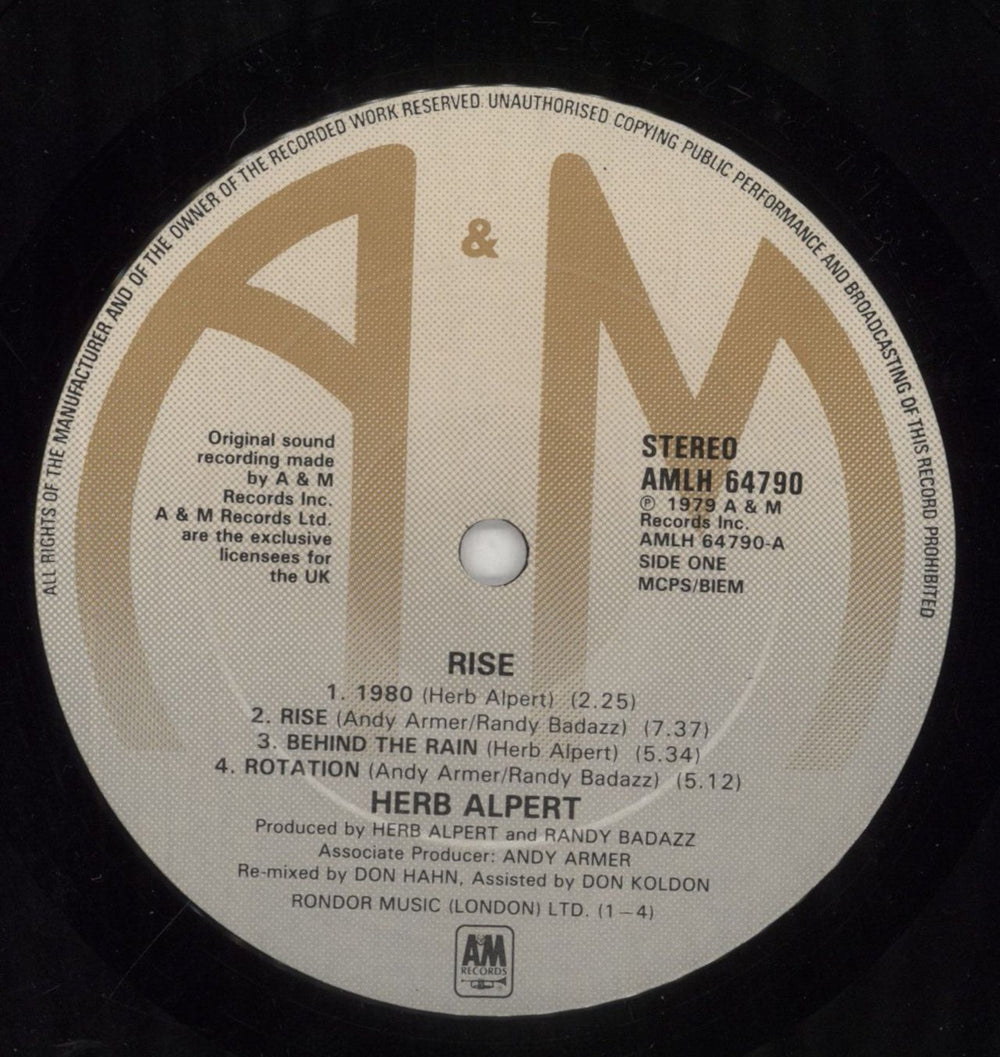 ALL RIGHTS OF THE MANUFACTURER AND OF THE OWNER OF THE RECORDED WORK RESERVED. UNAUTHORISED COPYING PUBLIC PERFORMANCE AND BROADCASTING OF THIS RECORD PROHIBITED
A & M
Original sound
recording made
by A & M
Records Inc.
A & M Records Ltd.
are the exclusive
licensees for
the UK
STEREO
AMLH 64790
℗ 1979 A & M
Records Inc.
AMLH 64790-A
SIDE ONE
MCPS/BIEM
RISE
1. 1980 (Herb Alpert) (2.25)
2. RISE (Andy Armer/Randy Badazz) (7.37)
3. BEHIND THE RAIN (Herb Alpert) (5.34)
4. ROTATION (Andy Armer/Randy Badazz) (5.12)
HERB ALPERT
Produced by HERB ALPERT and RANDY BADAZZ
Associate Producer: ANDY ARMER
Re-mixed by DON HAHN, Assisted by DON KOLDON
RONDOR MUSIC (LONDON) LTD. (1–4)
A&M
RECORDS